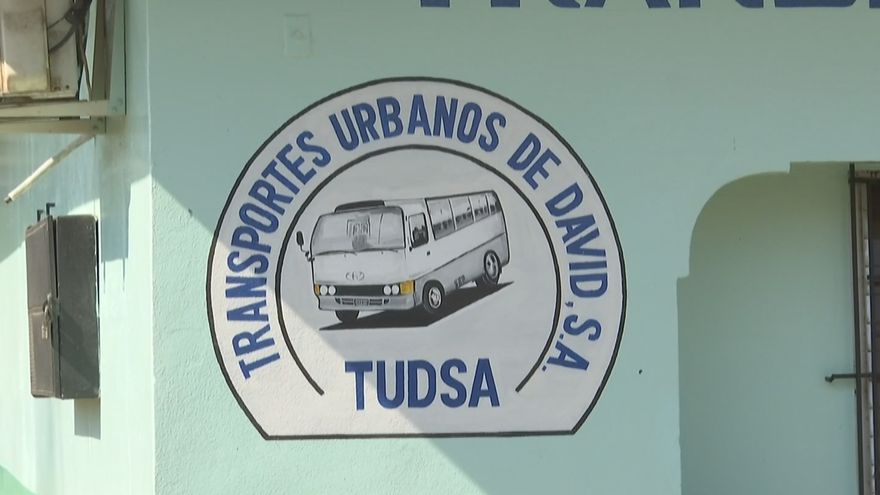 TRANSPORTES URBANOS DE DAVID, S.A.
TUDSA